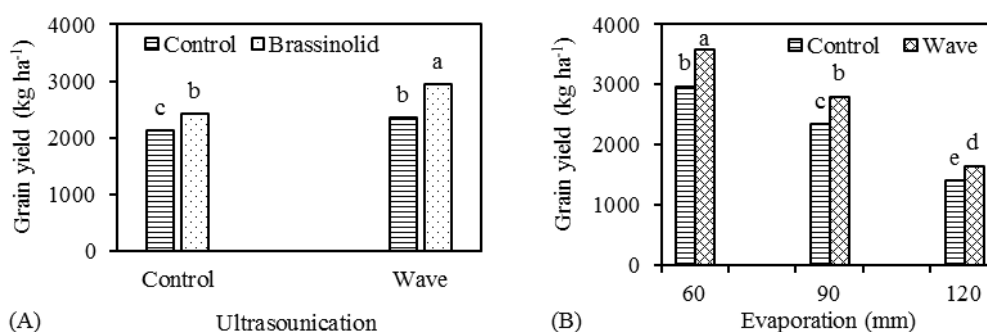 4000
Control Brassinolid
3000
2000
1000
0
Grain yield (kg ha-1)
c b b a
Control Wave
(A) Ultrasounication
4000
Control Wave
3000
2000
1000
0
Grain yield (kg ha-1)
b a c b e d
60 90 120
(B) Evaporation (mm)